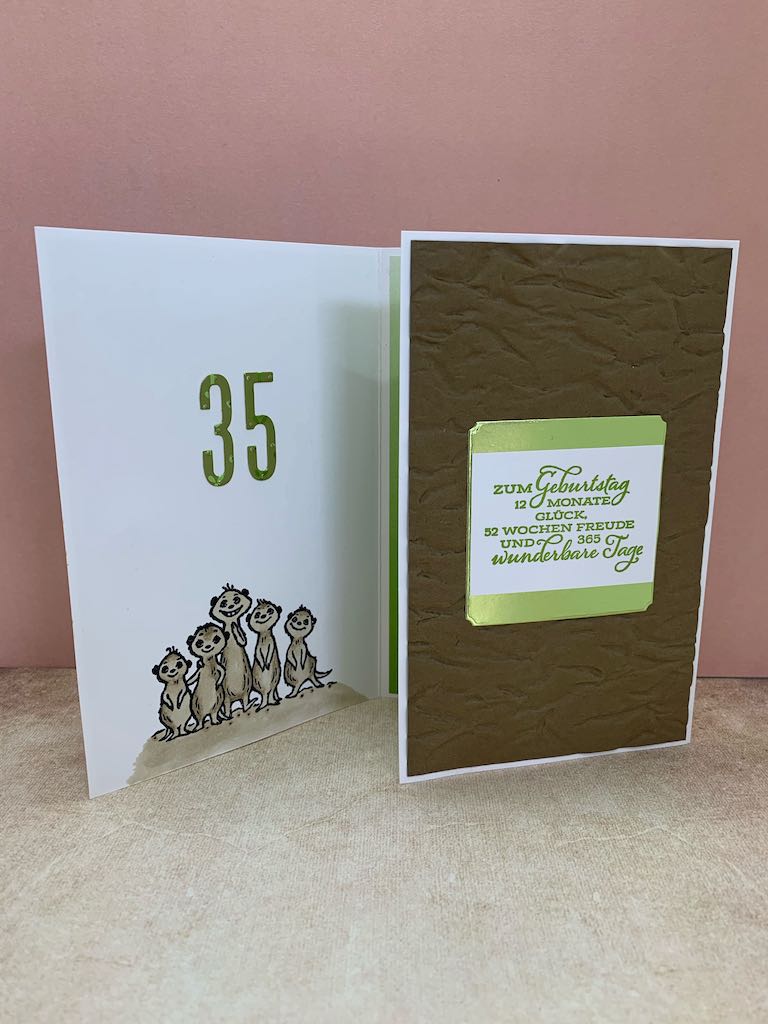 35
ZUM Geburtstag
12 MONATE
GLÜCK,
52 WOCHEN FREUDE
UND 365
wunderbare Tage